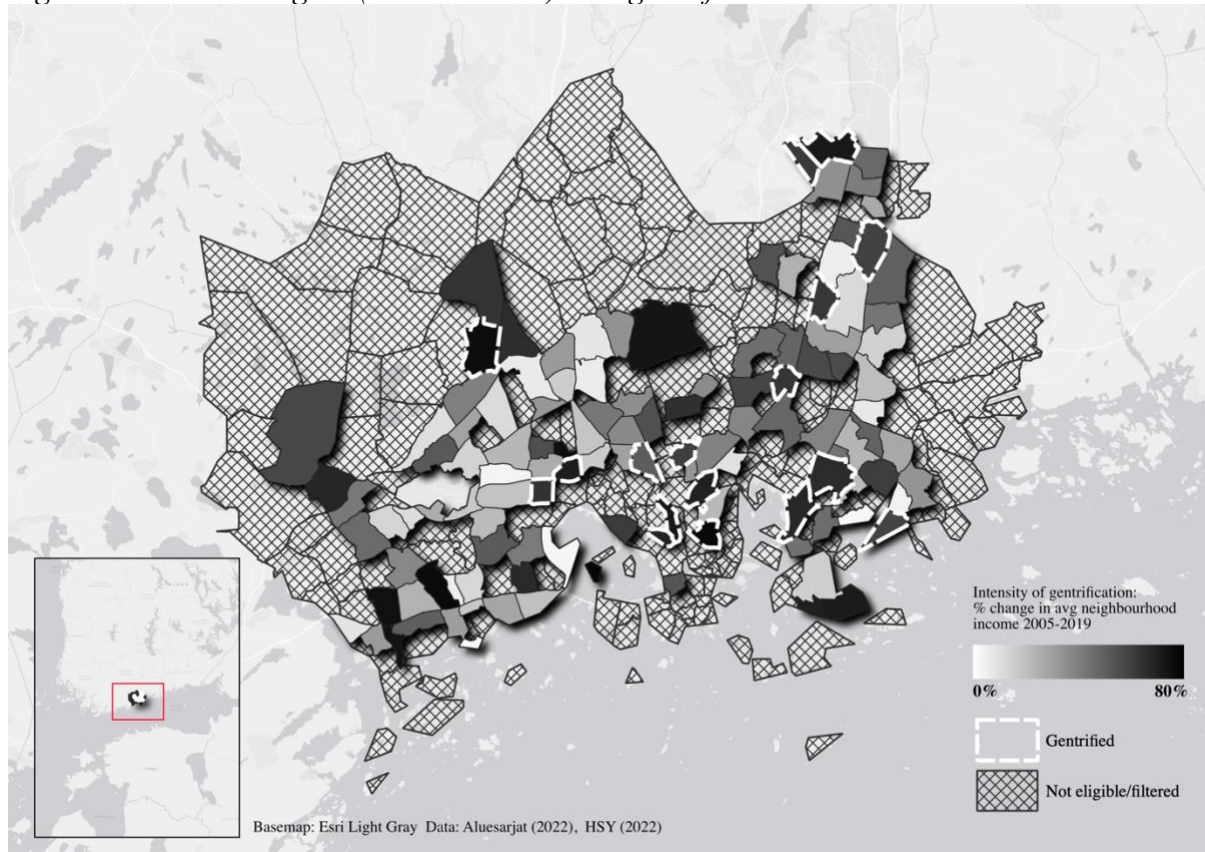 Intensity of gentrification:
% change in avg neighbourhood
income 2005-2019
0%
80%
Gentrified
Not eligible/filtered
Basemap: Esri Light Gray Data: Aluesarjat (2022), HSY (2022)